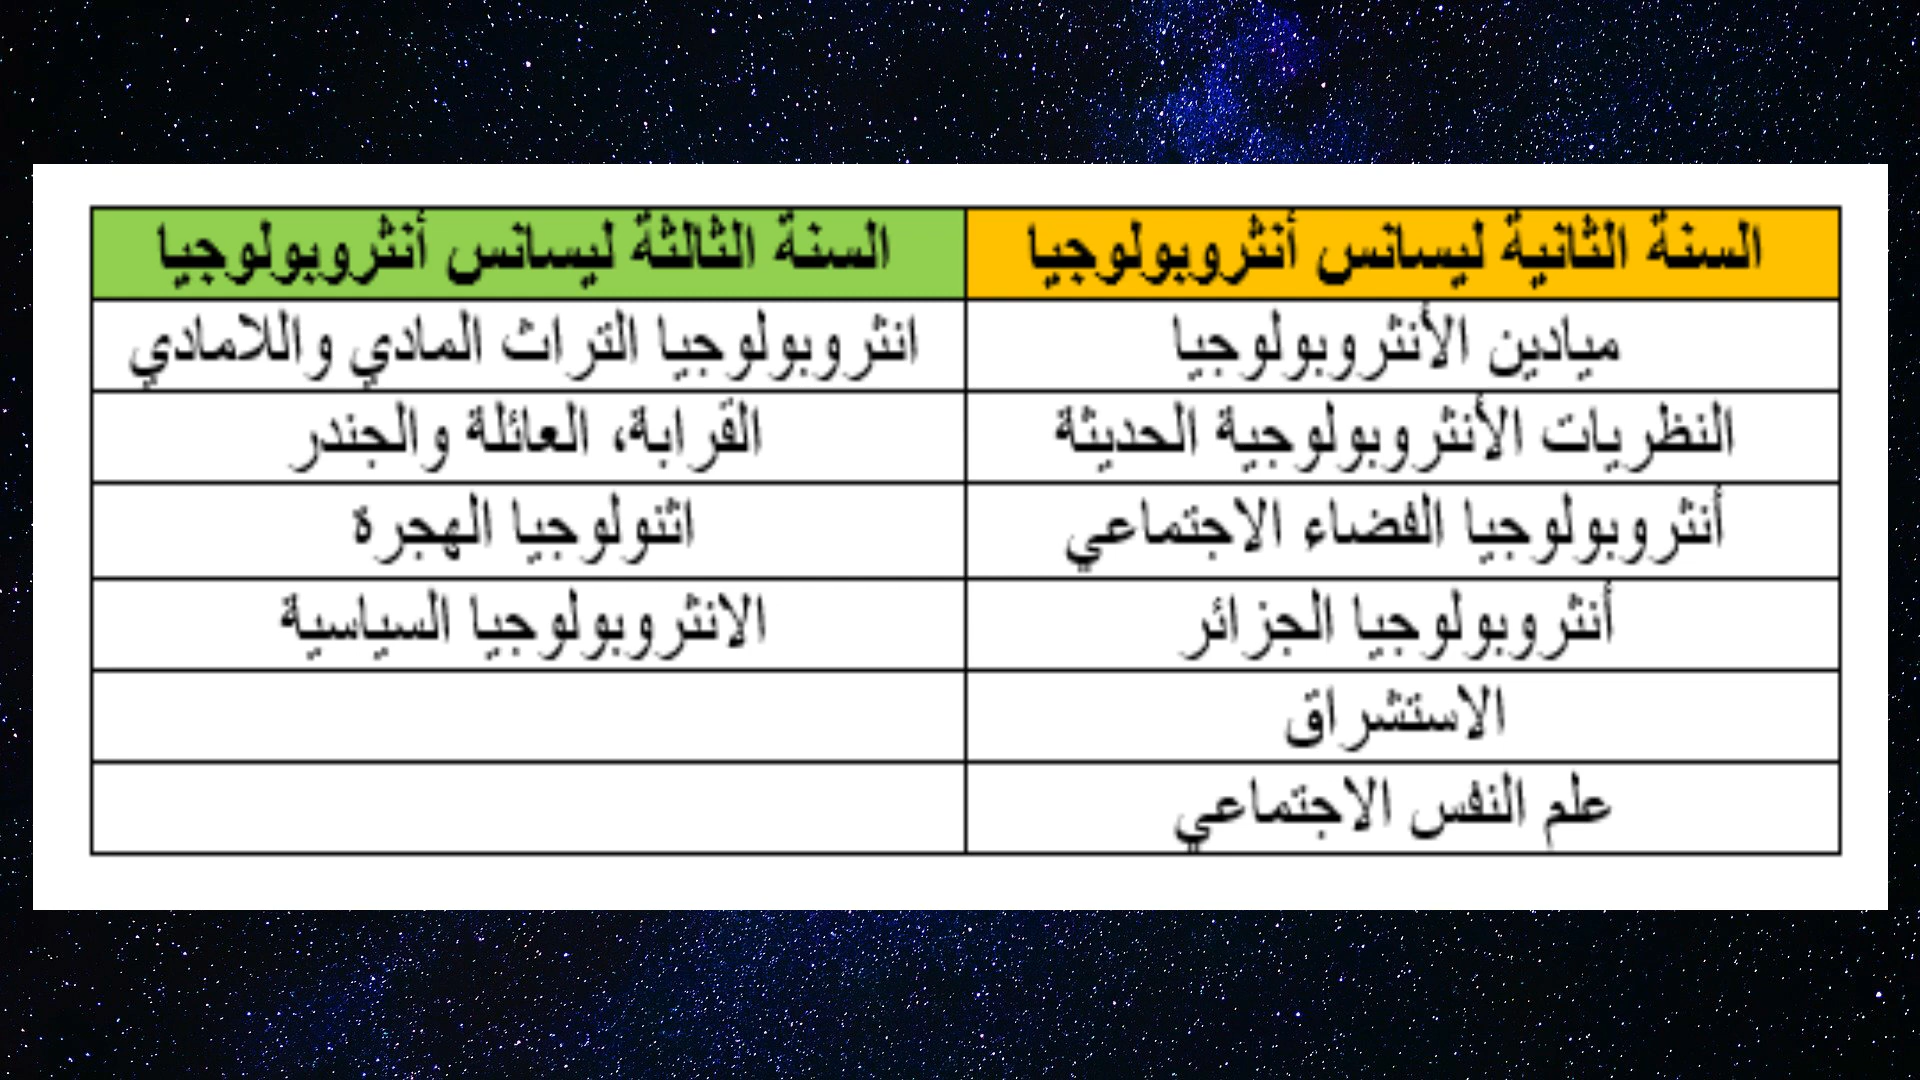 السنة الثانية ليسانس أنثروبولوجيا
السنة الثالثة ليسانس أنثروبولوجيا
ميادين الأنثروبولوجيا
انثروبولوجيا التراث المادي واللامادي
النظريات الأنثروبولوجية الحديثة
القرابة، العائلة والجندر
أنثروبولوجيا الفضاء الاجتماعي
اثنولوجيا الهجرة
أنثروبولوجيا الجزائر
الانثروبولوجيا السياسية
الاستشراق
علم النفس الاجتماعي